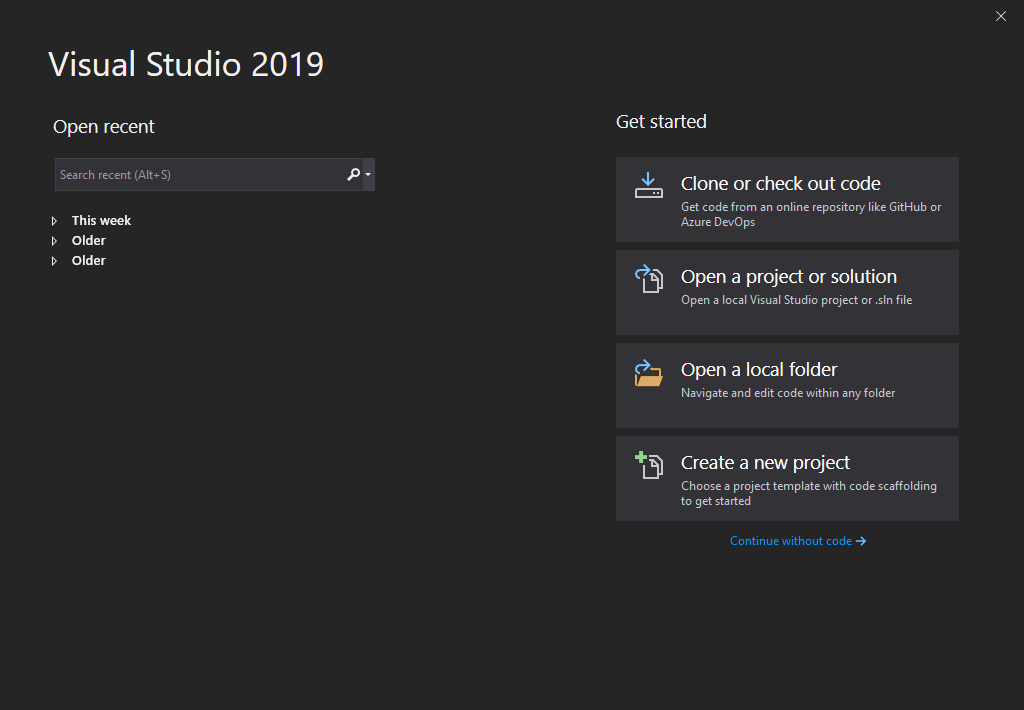 Visual Studio 2019
Open recent
Search recent (Alt+S)
This week
Older
Older
Get started
Clone or check out code
Get code from an online repository like GitHub or
Azure DevOps
Open a project or solution
Open a local Visual Studio project or .sln file
Open a local folder
Navigate and edit code within any folder
Create a new project
Choose a project template with code scaffolding
to get started
Continue without code →